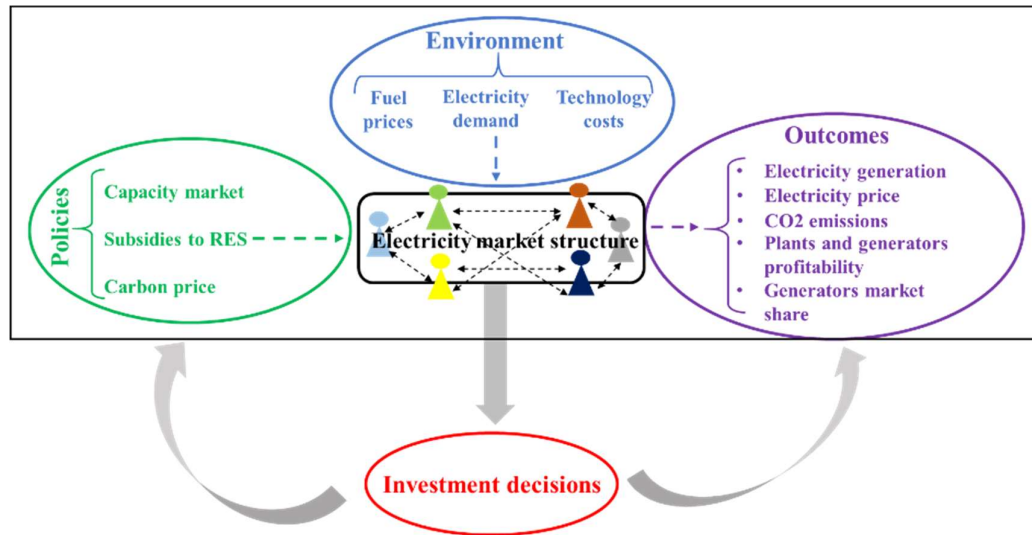 Environment
Fuel prices
Electricity demand
Technology costs
Policies
Capacity market
Subsidies to RES
Carbon price
Electricity market structure
Outcomes
• Electricity generation
• Electricity price
• CO2 emissions
• Plants and generators
profitability
• Generators market
share
Investment decisions